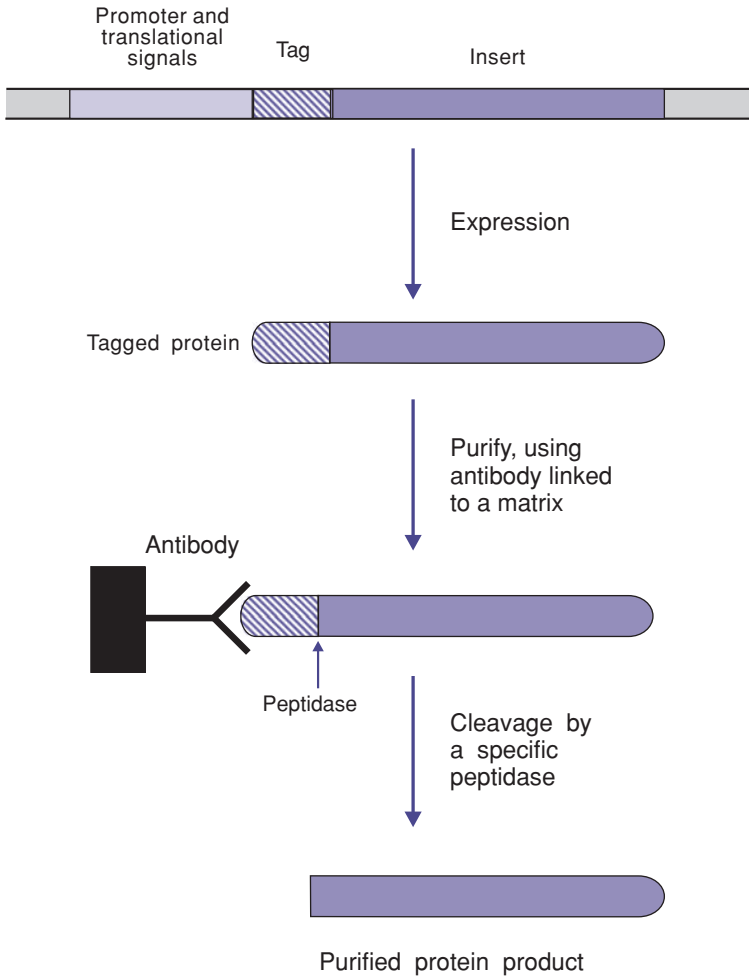 Promoter and
translational
signals
Tag
Insert
Expression
Tagged protein
Purify, using
antibody linked
to a matrix
Antibody
Peptidase
Cleavage by
a specific
peptidase
Purified protein product